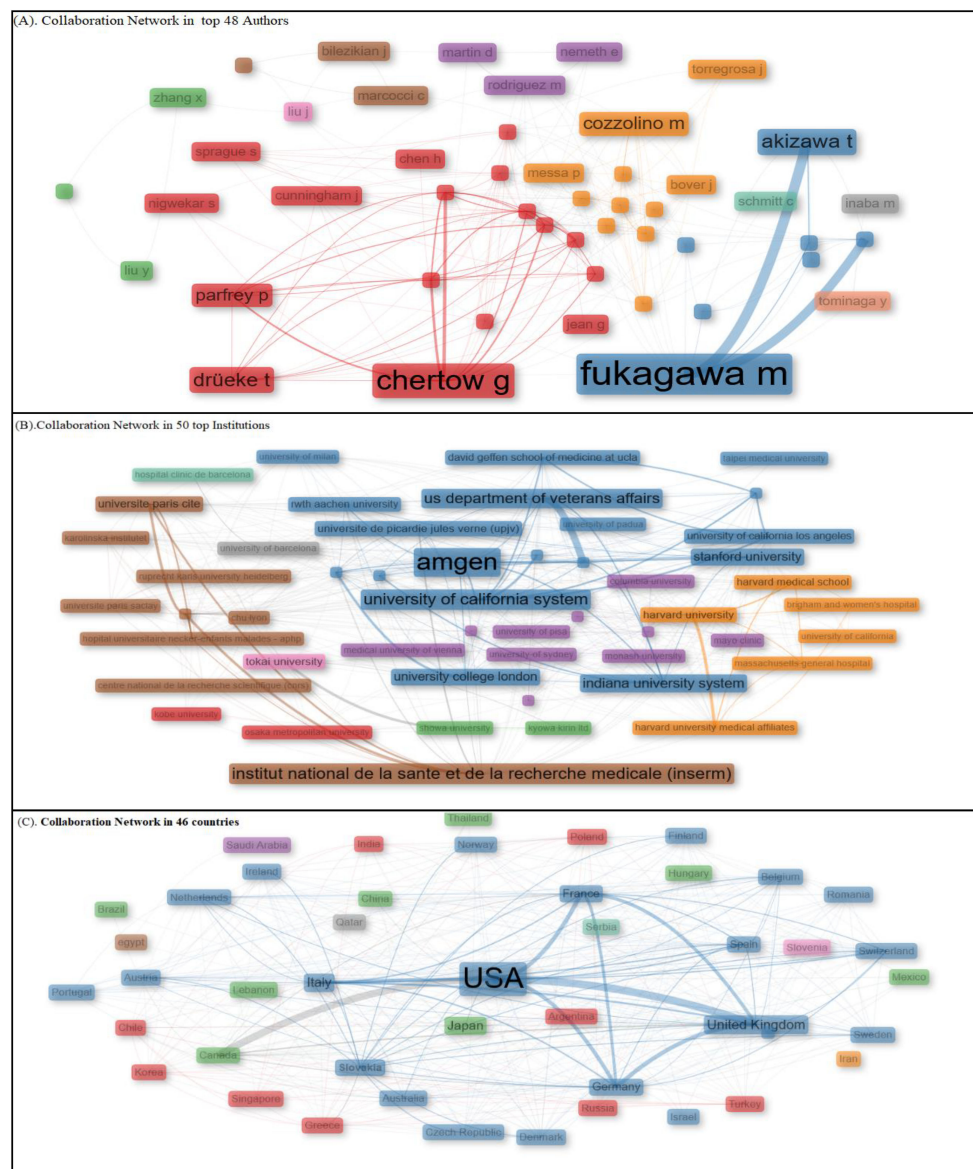 (A). Collaboration Network in top 48 Authors
bilezikian j
martin d
nemeth e
torregrosa j
rodriguez m
zhang x
marcocci c
liu j
cozzolino m
akizawa t
sprague s
chen h
messa p
bover j
cunningham j
schmitt c
nigwekar s
inaba m
liu y
parfrey p
tominaga y
jean g
drüeke t
chertow g
fukagawa m
(B).Collaboration Network in 50 top Institutions
university of milan
david geffen school of medicine at ucla
taipei medical university
hospital clinic de barcelona
universite paris cite
rwth aachen university
us department of veterans affairs
universite de picardie jules verne (upjv)
university of padua
karolinska institutet
university of barcelona
university of california los angeles
amgen
stanford university
ruprecht karls university heidelberg
columbia university
harvard medical school
universite paris saclay
university of california system
brigham and women's hospital
chu lyon
harvard university
hopital universitaire necker-enfants malades - aphp
university of pisa
mayo clinic
university of california
medical university of vienna
university of sydney
monash university
tokai university
massachusetts general hospital
centre national de la recherche scientifique (cnrs)
university college london
indiana university system
kobe university
osaka metropolitan university
showa university
kyowa kirin ltd
harvard university medical affiliates
institut national de la sante et de la recherche medicale (inserm)
(C). Collaboration Network in 46 countries
Thailand
Saudi Arabia
India
Norway
Poland
Finland
Ireland
Hungary
Belgium
Netherlands
China
France
Romania
Brazil
Qatar
Serbia
egypt
Spain
Slovenia
Switzerland
Austria
Italy
USA
Mexico
Portugal
Lebanon
Chile
Japan
Argentina
United Kingdom
Sweden
Canada
Iran
Korea
Slovakia
Germany
Singapore
Australia
Russia
Turkey
Greece
Czech Republic
Denmark
Israel